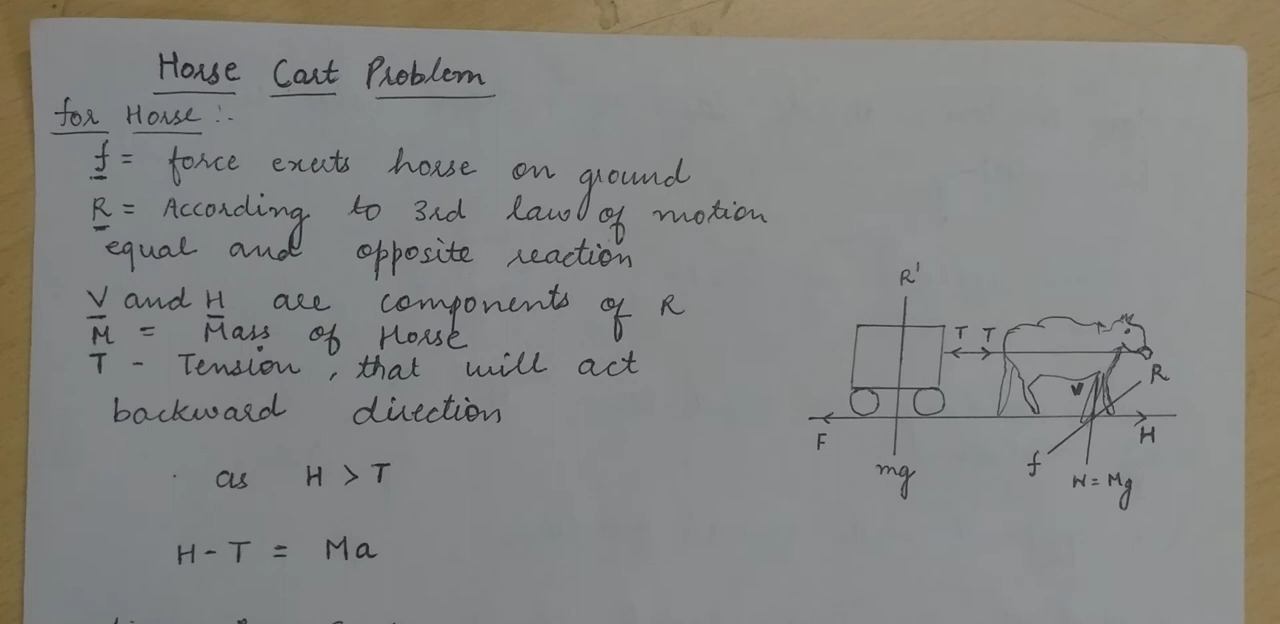 Horse Cart Problem
for Horse :-
f = force exerts horse on ground
R = According to 3rd law of motion
equal and opposite reaction
V and H are components of R
M = Mass of Horse
T - Tension, that will act
backward direction
as H > T
H - T = Ma
R'
T T
R
V
F
H
mg
f
W = Mg